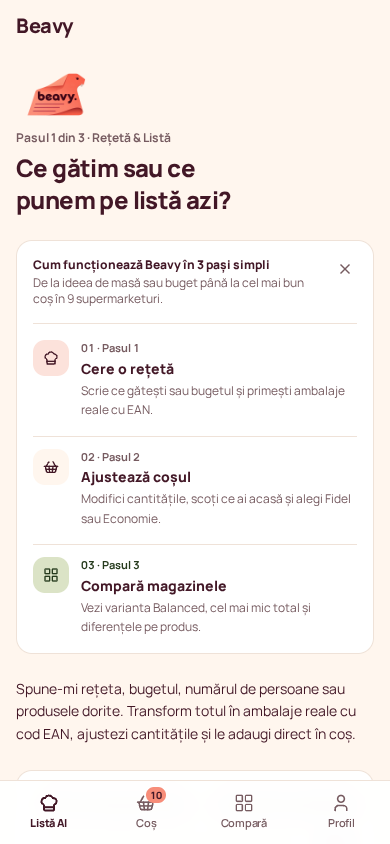 Beavy
beavy.
Pasul 1 din 3 · Rețetă & Listă
Ce gătim sau ce
punem pe listă azi?
Cum funcționează Beavy în 3 pași simpli
De la ideea de masă sau buget până la cel mai bun
coș în 9 supermarketuri.
01 · Pasul 1
Cere o rețetă
Scrie ce gătești sau bugetul și primești ambalaje
reale cu EAN.
02 · Pasul 2
Ajustează coșul
Modifici cantitățile, scoți ce ai acasă și alegi Fidel
sau Economie.
03 · Pasul 3
Compară magazinele
Vezi varianta Balanced, cel mai mic total și
diferențele pe produs.
Spune-mi rețeta, bugetul, numărul de persoane sau
produsele dorite. Transform totul în ambalaje reale cu
cod EAN, ajustezi cantitățile și le adaugi direct în coș.
10
Listă AI
Coș
Compară
Profil